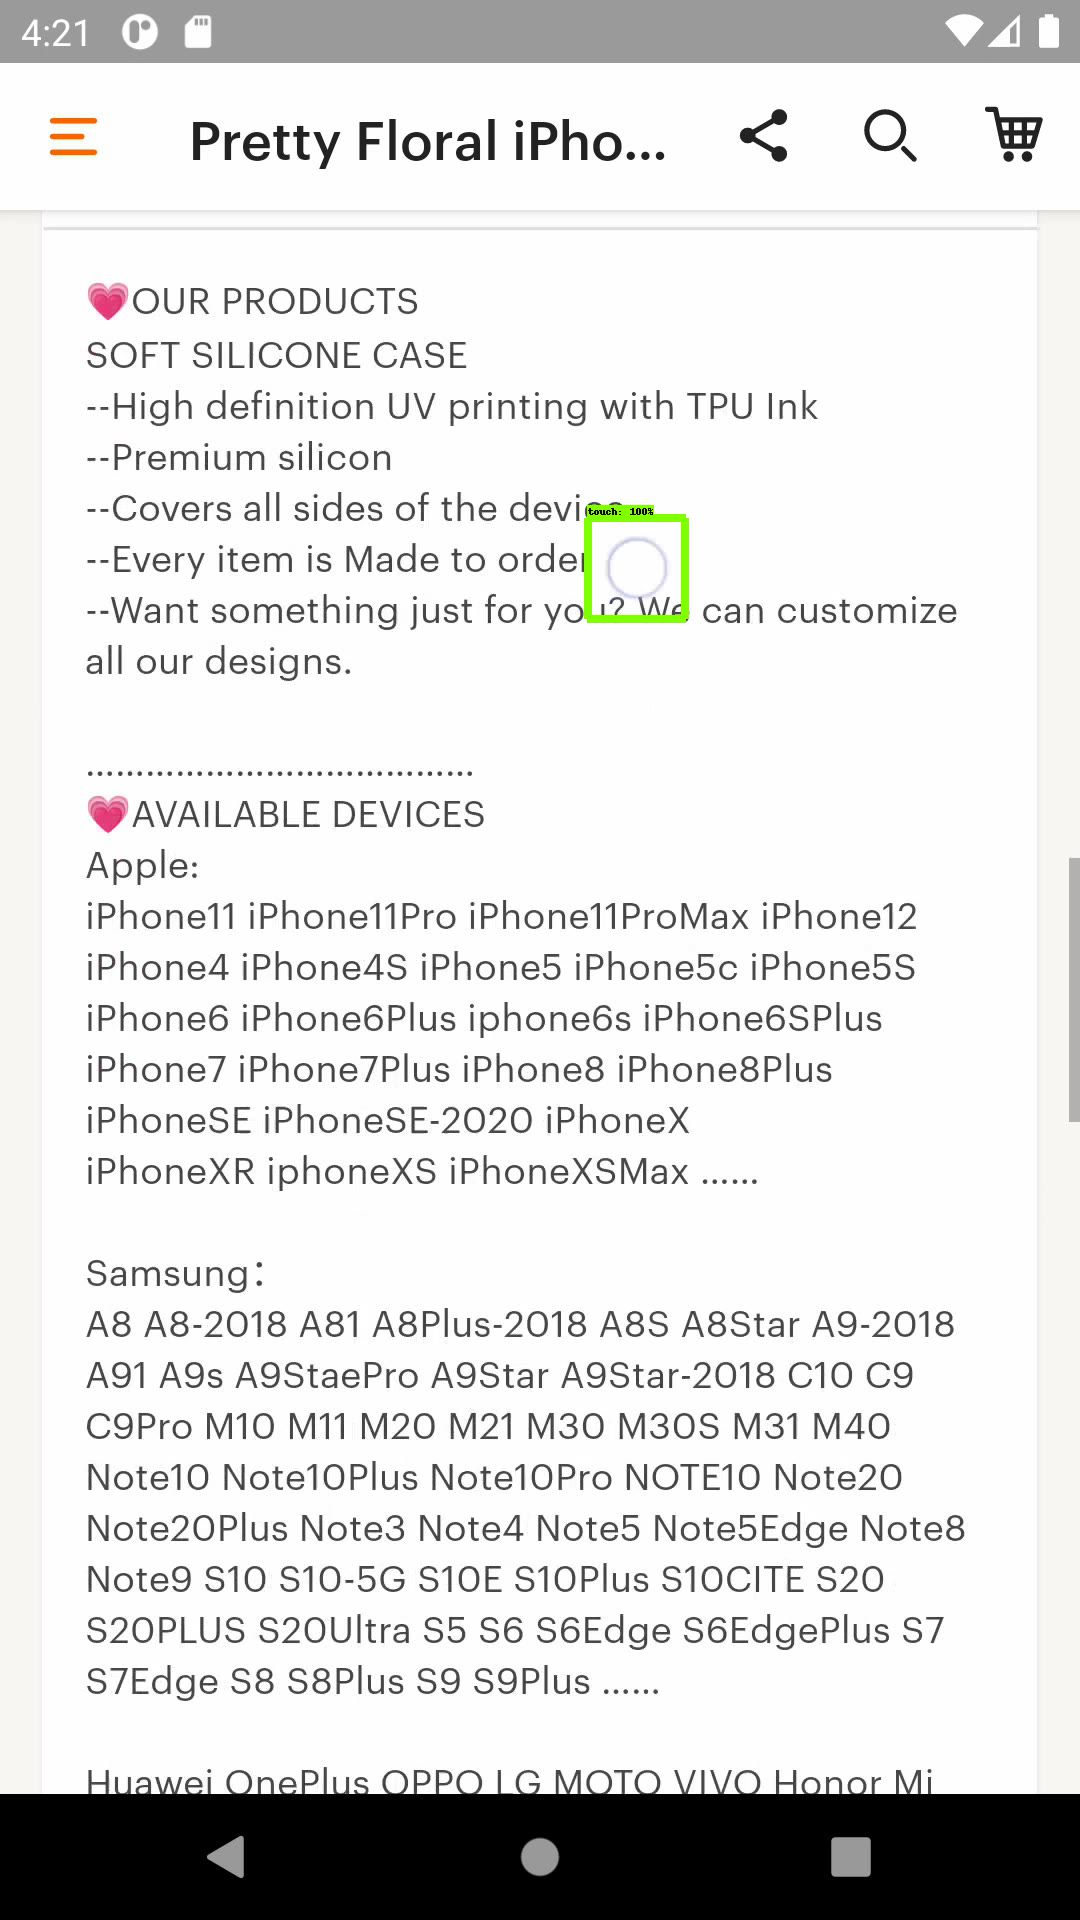 4:21
Pretty Floral iPho...
💗OUR PRODUCTS
SOFT SILICONE CASE
--High definition UV printing with TPU Ink
--Premium silicon
--Covers all sides of the device
touch: 100%
--Every item is Made to order
--Want something just for you? We can customize
all our designs.
.......................................
💗AVAILABLE DEVICES
Apple:
iPhone11 iPhone11Pro iPhone11ProMax iPhone12
iPhone4 iPhone4S iPhone5 iPhone5c iPhone5S
iPhone6 iPhone6Plus iphone6s iPhone6SPlus
iPhone7 iPhone7Plus iPhone8 iPhone8Plus
iPhoneSE iPhoneSE-2020 iPhoneX
iPhoneXR iphoneXS iPhoneXSMax ......
Samsung：
A8 A8-2018 A81 A8Plus-2018 A8S A8Star A9-2018
A91 A9s A9StaePro A9Star A9Star-2018 C10 C9
C9Pro M10 M11 M20 M21 M30 M30S M31 M40
Note10 Note10Plus Note10Pro NOTE10 Note20
Note20Plus Note3 Note4 Note5 Note5Edge Note8
Note9 S10 S10-5G S10E S10Plus S10CITE S20
S20PLUS S20Ultra S5 S6 S6Edge S6EdgePlus S7
S7Edge S8 S8Plus S9 S9Plus ......
Huawei OnePlus OPPO LG MOTO VIVO Honor Mi